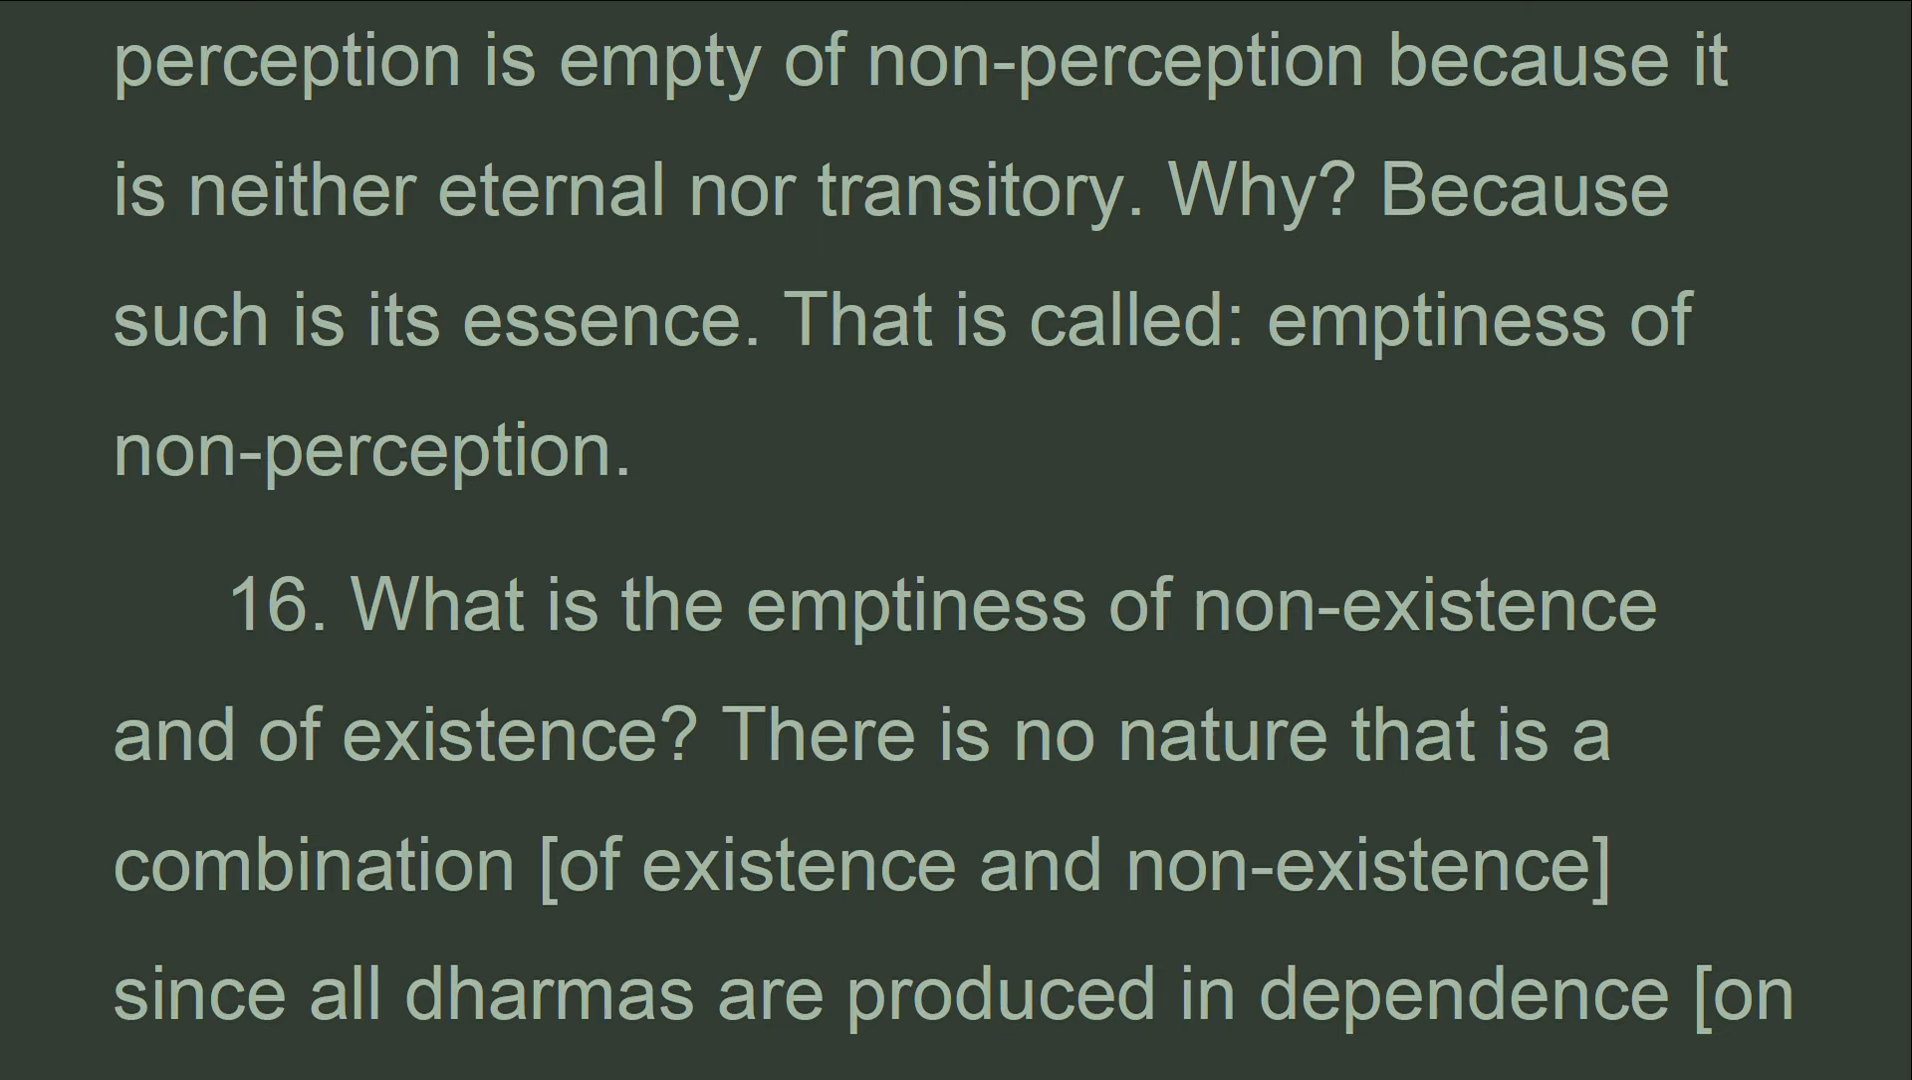 perception is empty of non-perception because it
is neither eternal nor transitory. Why? Because
such is its essence. That is called: emptiness of
non-perception.
16. What is the emptiness of non-existence
and of existence? There is no nature that is a
combination [of existence and non-existence]
since all dharmas are produced in dependence [on